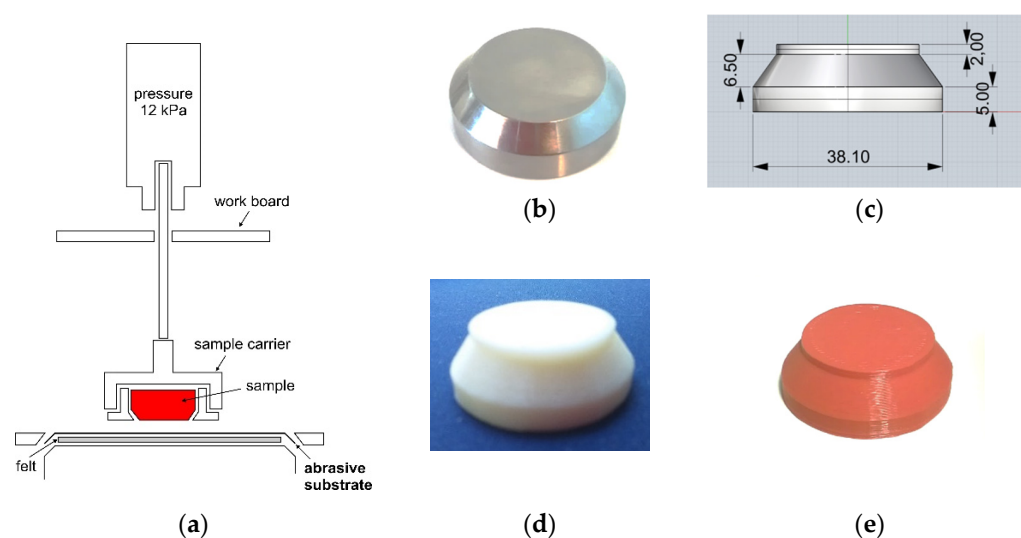 pressure
12 kPa
work board
sample carrier
sample
felt
abrasive
substrate
(a)
(b)
6.50
2,00
5.00
38.10
(c)
(d)
(e)